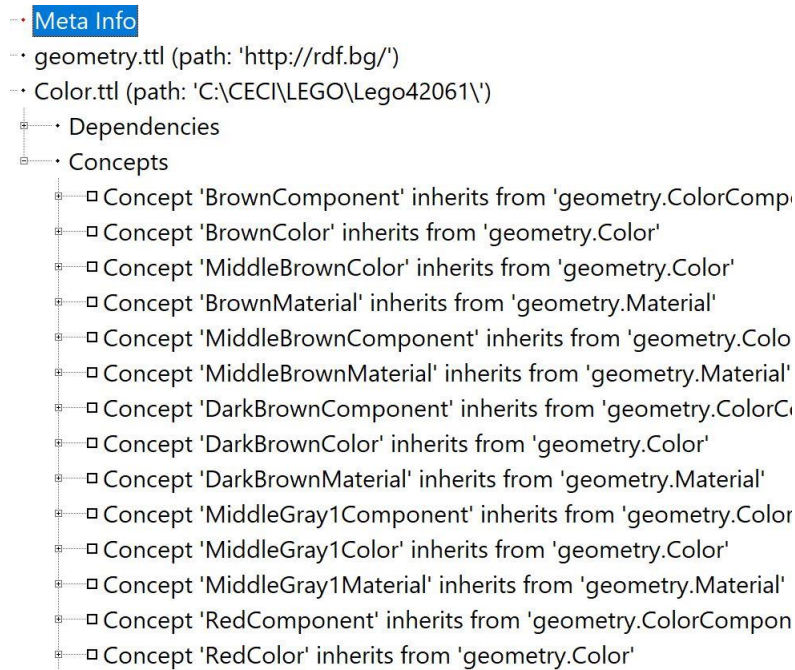 Meta Info
geometry.ttl (path: 'http://rdf.bg/')
Color.ttl (path: 'C:\CECI\LEGO\Lego42061\')
Dependencies
Concepts
Concept 'BrownComponent' inherits from 'geometry.ColorComp
Concept 'BrownColor' inherits from 'geometry.Color'
Concept 'MiddleBrownColor' inherits from 'geometry.Color'
Concept 'BrownMaterial' inherits from 'geometry.Material'
Concept 'MiddleBrownComponent' inherits from 'geometry.Colo
Concept 'MiddleBrownMaterial' inherits from 'geometry.Material'
Concept 'DarkBrownComponent' inherits from 'geometry.ColorC
Concept 'DarkBrownColor' inherits from 'geometry.Color'
Concept 'DarkBrownMaterial' inherits from 'geometry.Material'
Concept 'MiddleGray1Component' inherits from 'geometry.Color
Concept 'MiddleGray1Color' inherits from 'geometry.Color'
Concept 'MiddleGray1Material' inherits from 'geometry.Material'
Concept 'RedComponent' inherits from 'geometry.ColorCompon
Concept 'RedColor' inherits from 'geometry.Color'